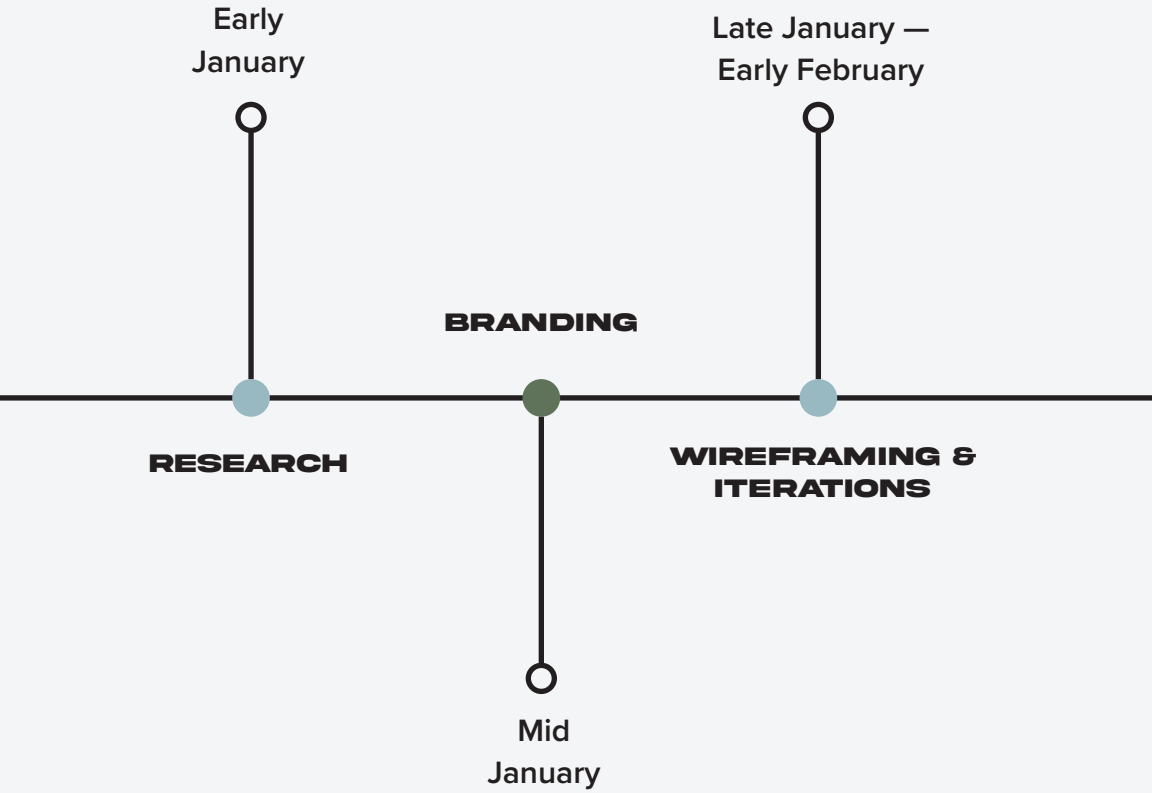 Early
January
Late January —
Early February
BRANDING
RESEARCH
WIREFRAMING &
ITERATIONS
Mid
January